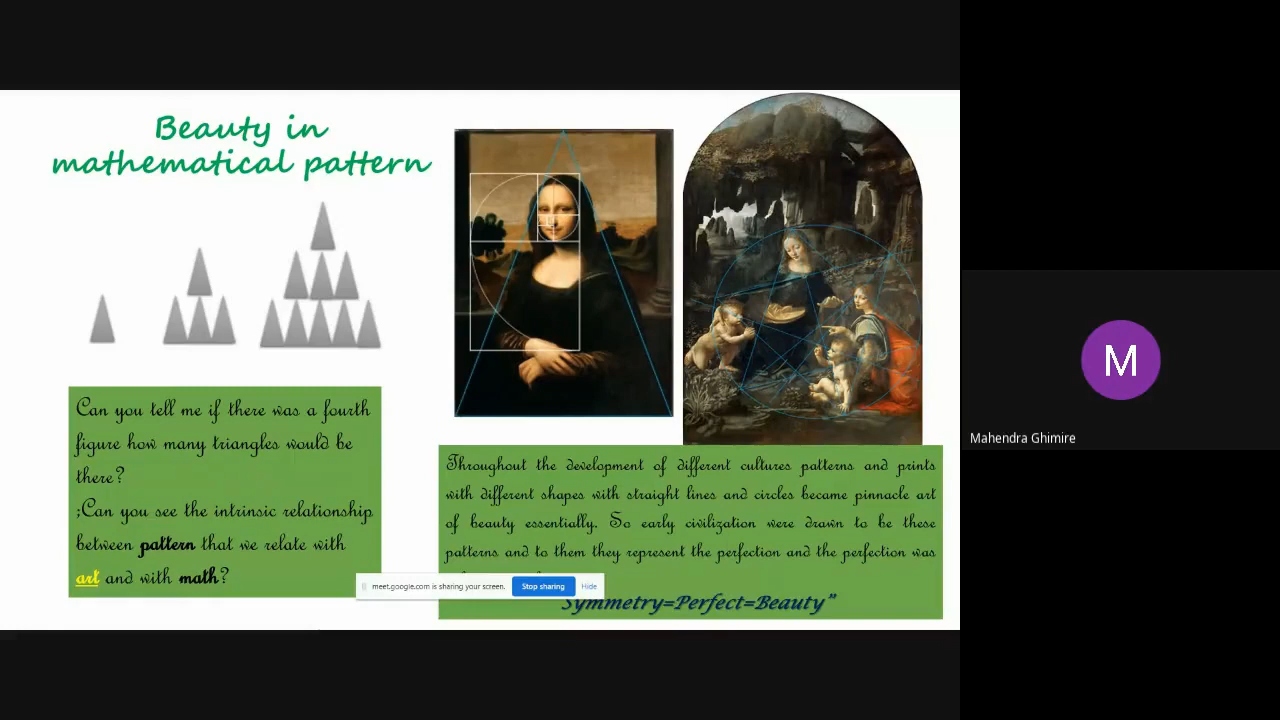 Beauty in
mathematical pattern
Can you tell me if there was a fourth
figure how many triangles would be
there?
;Can you see the intrinsic relationship
between pattern that we relate with
art and with math?
Throughout the development of different cultures patterns and prints
with different shapes with straight lines and circles became pinnacle art
of beauty essentially. So early civilization were drawn to be these
patterns and to them they represent the perfection and the perfection was
Symmetry=Perfect=Beauty"
meet.google.com is sharing your screen. Stop sharing Hide
M
Mahendra Ghimire